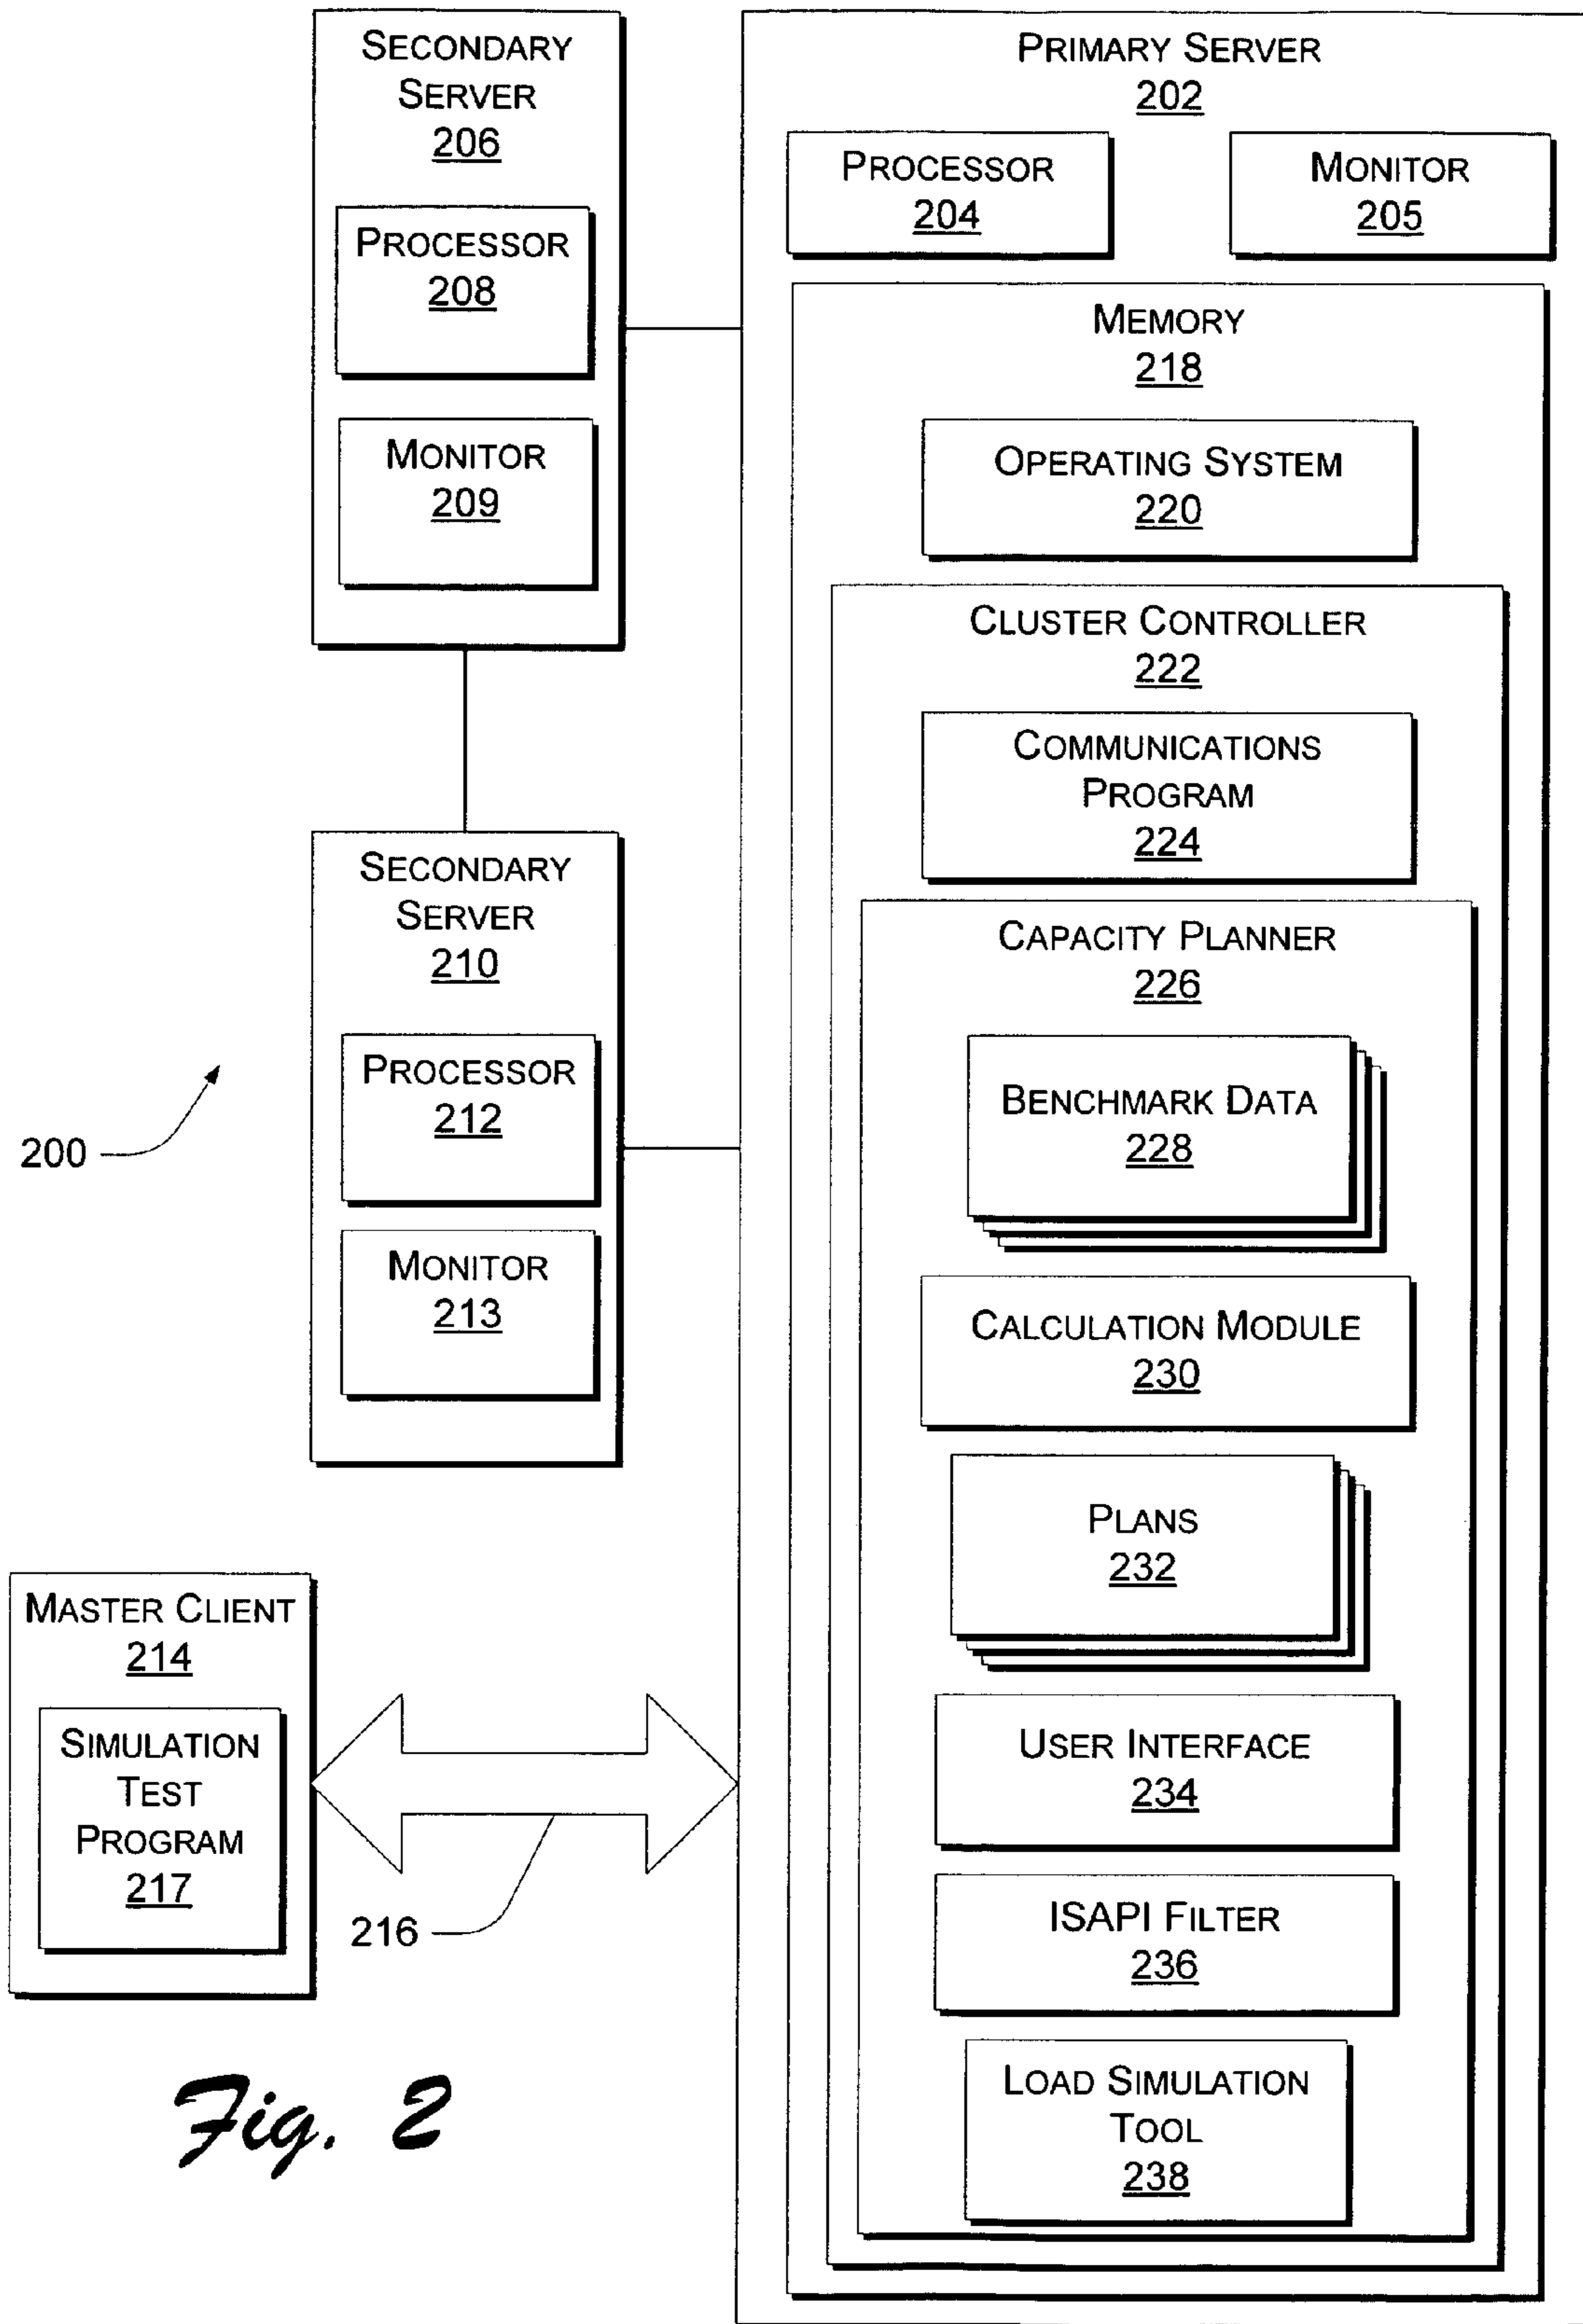 SECONDARY
SERVER
206
PROCESSOR
208
MONITOR
209
SECONDARY
SERVER
210
PROCESSOR
212
MONITOR
213
200
MASTER CLIENT
214
SIMULATION
TEST
PROGRAM
217
216
PRIMARY SERVER
202
PROCESSOR
204
MONITOR
205
MEMORY
218
OPERATING SYSTEM
220
CLUSTER CONTROLLER
222
COMMUNICATIONS
PROGRAM
224
CAPACITY PLANNER
226
BENCHMARK DATA
228
CALCULATION MODULE
230
PLANS
232
USER INTERFACE
234
ISAPI FILTER
236
LOAD SIMULATION
TOOL
238
Fig. 2